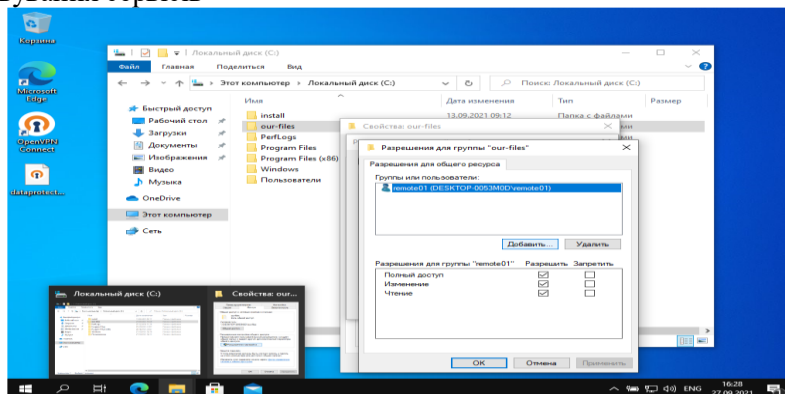 Корзина
Microsoft Edge
OpenVPN Connect
dataprotect...
Локальный диск (C:)
Файл Главная Поделиться Вид
Этот компьютер > Локальный диск (C:)
Поиск: Локальный диск (C:)
Имя Дата изменения Тип Размер
Быстрый доступ
Рабочий стол
Загрузки
Документы
Изображения
Видео
Музыка
OneDrive
Этот компьютер
Сеть
install 13.09.2021 09:12 Папка с файлами
our-files
PerfLogs
Program Files
Program Files (x86)
Windows
Пользователи
Свойства: our-files
Разрешения для группы "our-files"
Разрешения для общего ресурса
Группы или пользователи:
remote01 (DESKTOP-0053M0D\remote01)
Добавить... Удалить
Разрешения для группы "remote01" Разрешить Запретить
Полный доступ
Изменение
Чтение
ОК Отмена Применить
Локальный диск (C:)
Свойства: our...
ENG
16:28
27.09.2021